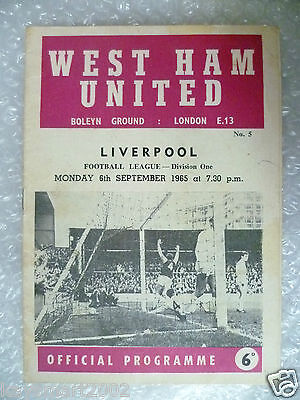 WEST HAM
UNITED
BOLEYN GROUND : LONDON E.13
No. 5
LIVERPOOL
FOOTBALL LEAGUE — Division One
MONDAY 6th SEPTEMBER 1965 at 7.30 p.m.
OFFICIAL PROGRAMME
6D